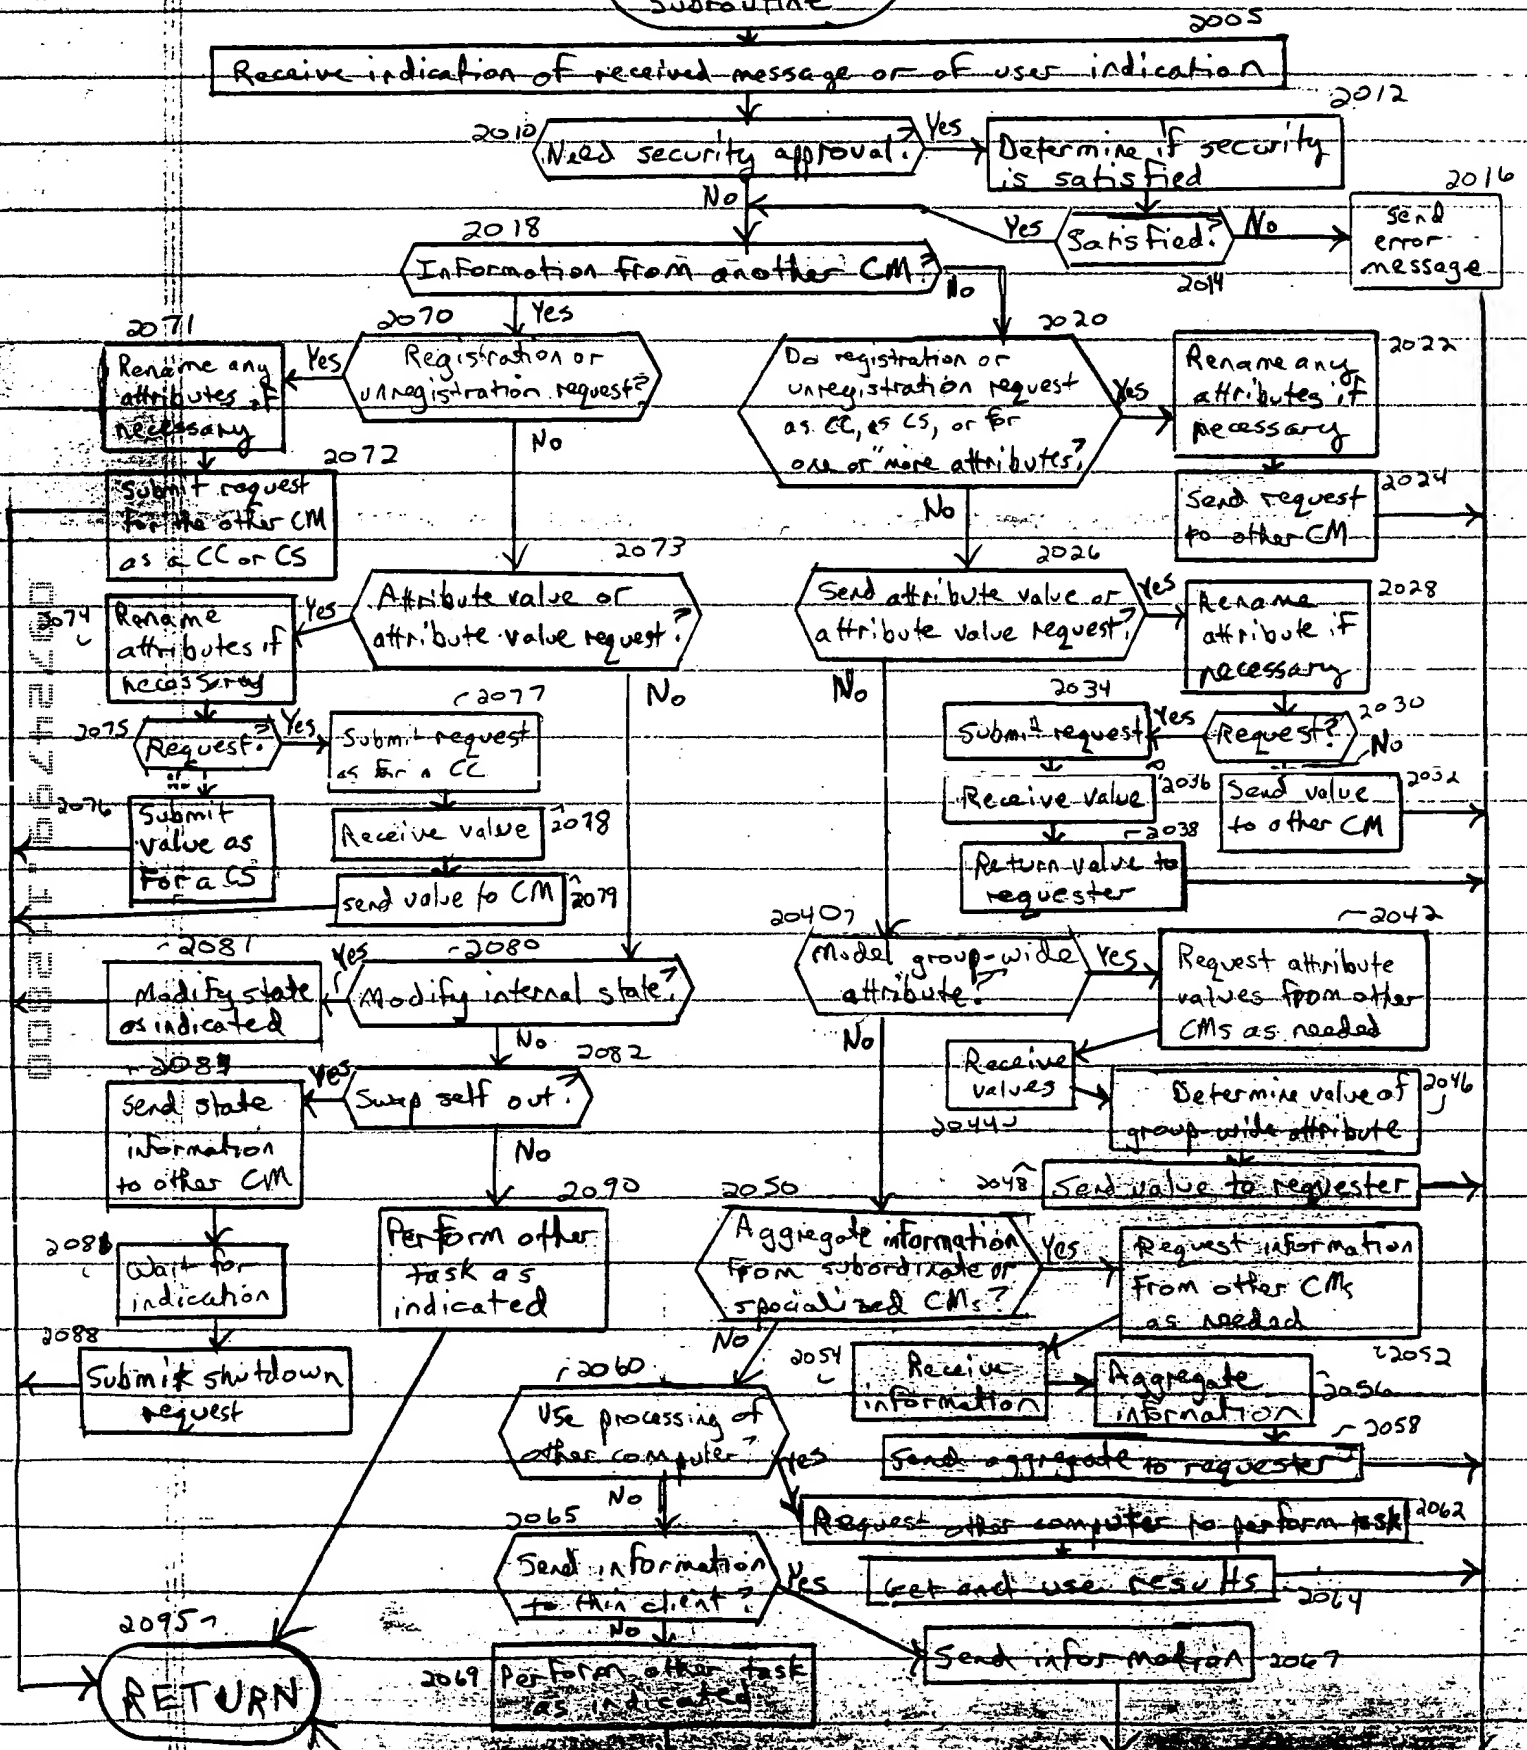 Subroutine
2005
Receive indication of received message or of user indication
2012
2010
Need security approval?
Yes
Determine if security
is satisfied
No
2016
Send
error
message
Satisfied?
Yes
No
2014
2018
Information from another CM?
No
Yes
2071
Rename any
attributes if
necessary
2070
Registration or
unregistration request?
Yes
No
2020
Do registration or
unregistration request
as CC, as CS, or for
one or more attributes?
Yes
No
2022
Rename any
attributes if
necessary
2072
Submit request
for the other CM
as a CC or CS
2024
Send request
to other CM
2073
Attribute value or
attribute value request?
Yes
No
2026
Send attribute value or
attribute value request?
Yes
No
2074
Rename
attributes if
necessary
2028
Rename
attribute if
necessary
2075
Request?
Yes
No
2077
Submit request
as for a CC
2034
Submit request
Yes
2030
Request?
No
2076
Submit
value as
for a CS
2078
Receive value
2036
Receive value
2032
Send value
to other CM
2079
send value to CM
2038
Return value to
requester
2081
Modify state
as indicated
2080
Modify internal state?
Yes
No
2040
Model group-wide
attribute?
Yes
No
2042
Request attribute
values from other
CMs as needed
2082
Swap self out?
Yes
No
Send state
information
to other CM
Receive
values
2044
2046
Determine value of
group-wide attribute
2048
Send value to requester
Wait for
indication
2090
Perform other
task as
indicated
2050
Aggregate information
from subordinate or
specialized CMs?
Yes
No
Request information
from other CMs
as needed
2052
2088
Submit shutdown
request
2060
Use processing of
other computer?
Yes
No
2054
Receive
information
2056
Aggregate
information
2058
Send aggregate to requester
2062
Request other computer to perform task
2065
Send information
to thin client?
Yes
No
Get and use results
2064
2095
RETURN
2069
Perform other task
as indicated
Send information
2067